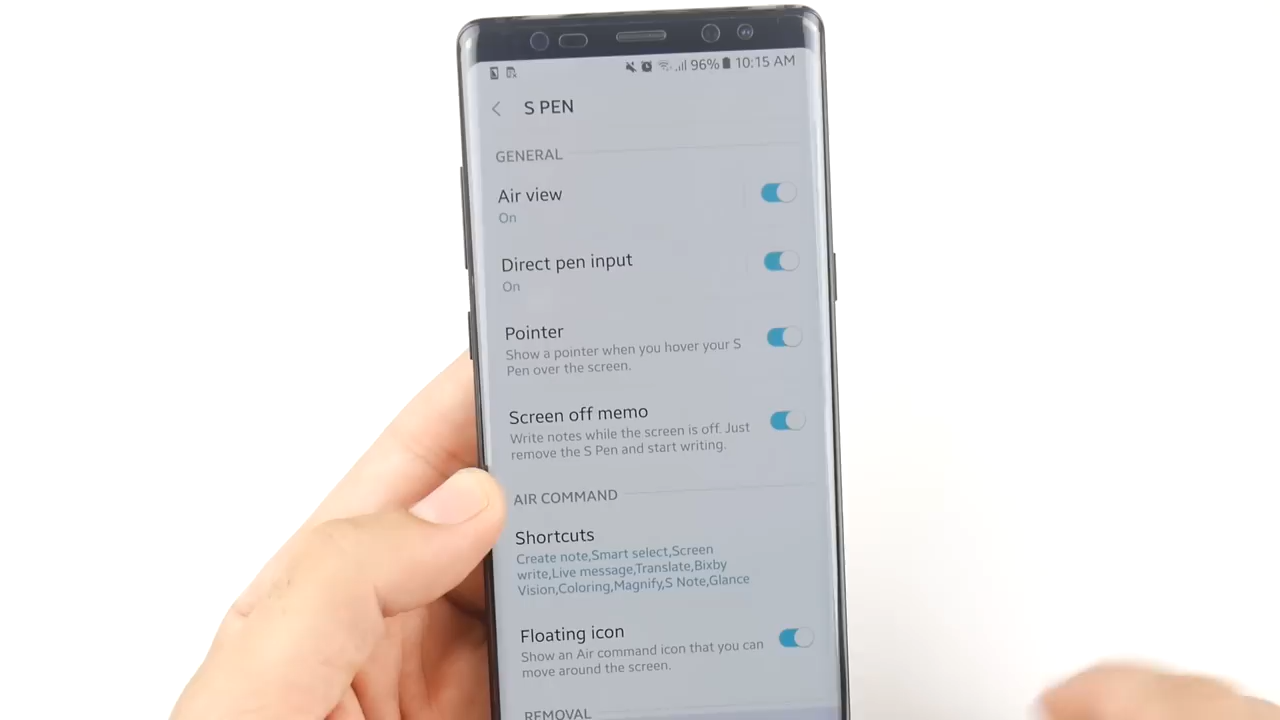 96% 10:15 AM
S PEN
GENERAL
Air view
On
Direct pen input
On
Pointer
Show a pointer when you hover your S
Pen over the screen.
Screen off memo
Write notes while the screen is off. Just
remove the S Pen and start writing.
AIR COMMAND
Shortcuts
Create note,Smart select,Screen
write,Live message,Translate,Bixby
Vision,Coloring,Magnify,S Note,Glance
Floating icon
Show an Air command icon that you can
move around the screen.
REMOVAL